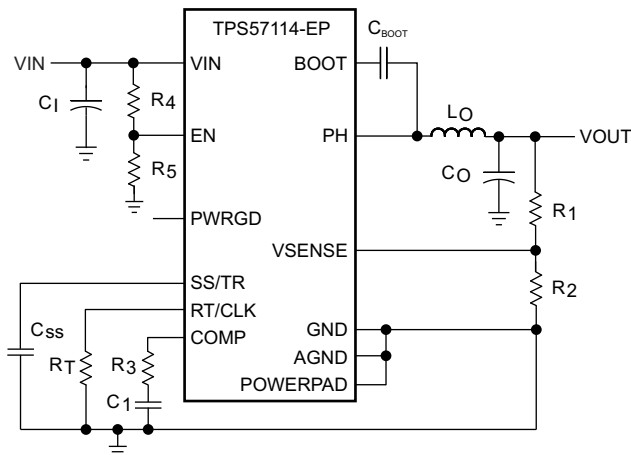 TPS57114-EP
C BOOT
VIN
VIN
BOOT
CI
R4
LO
EN
PH
VOUT
R5
CO
R1
PWRGD
VSENSE
SS/TR
R2
RT/CLK
GND
Css
COMP
RT
R3
AGND
C1
POWERPAD